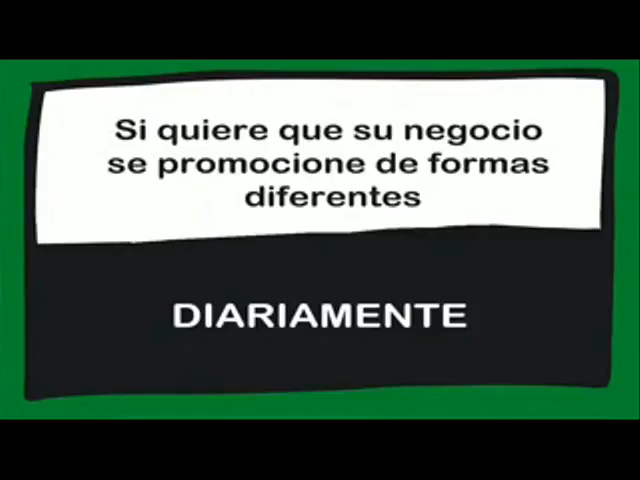 Si quiere que su negocio
se promocione de formas
diferentes
DIARIAMENTE